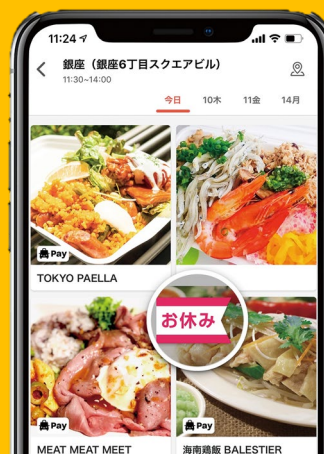 11:24
銀座（銀座6丁目スクエアビル）
11:30~14:00
今日 10木 11金 14月
Pay
TOKYO PAELLA
お休み
Pay
Pay
MEAT MEAT MEET
海南鶏飯 BALESTIER